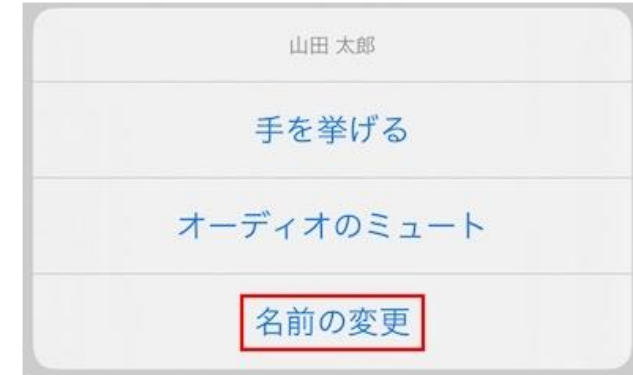 山田 太郎
手を挙げる
オーディオのミュート
名前の変更